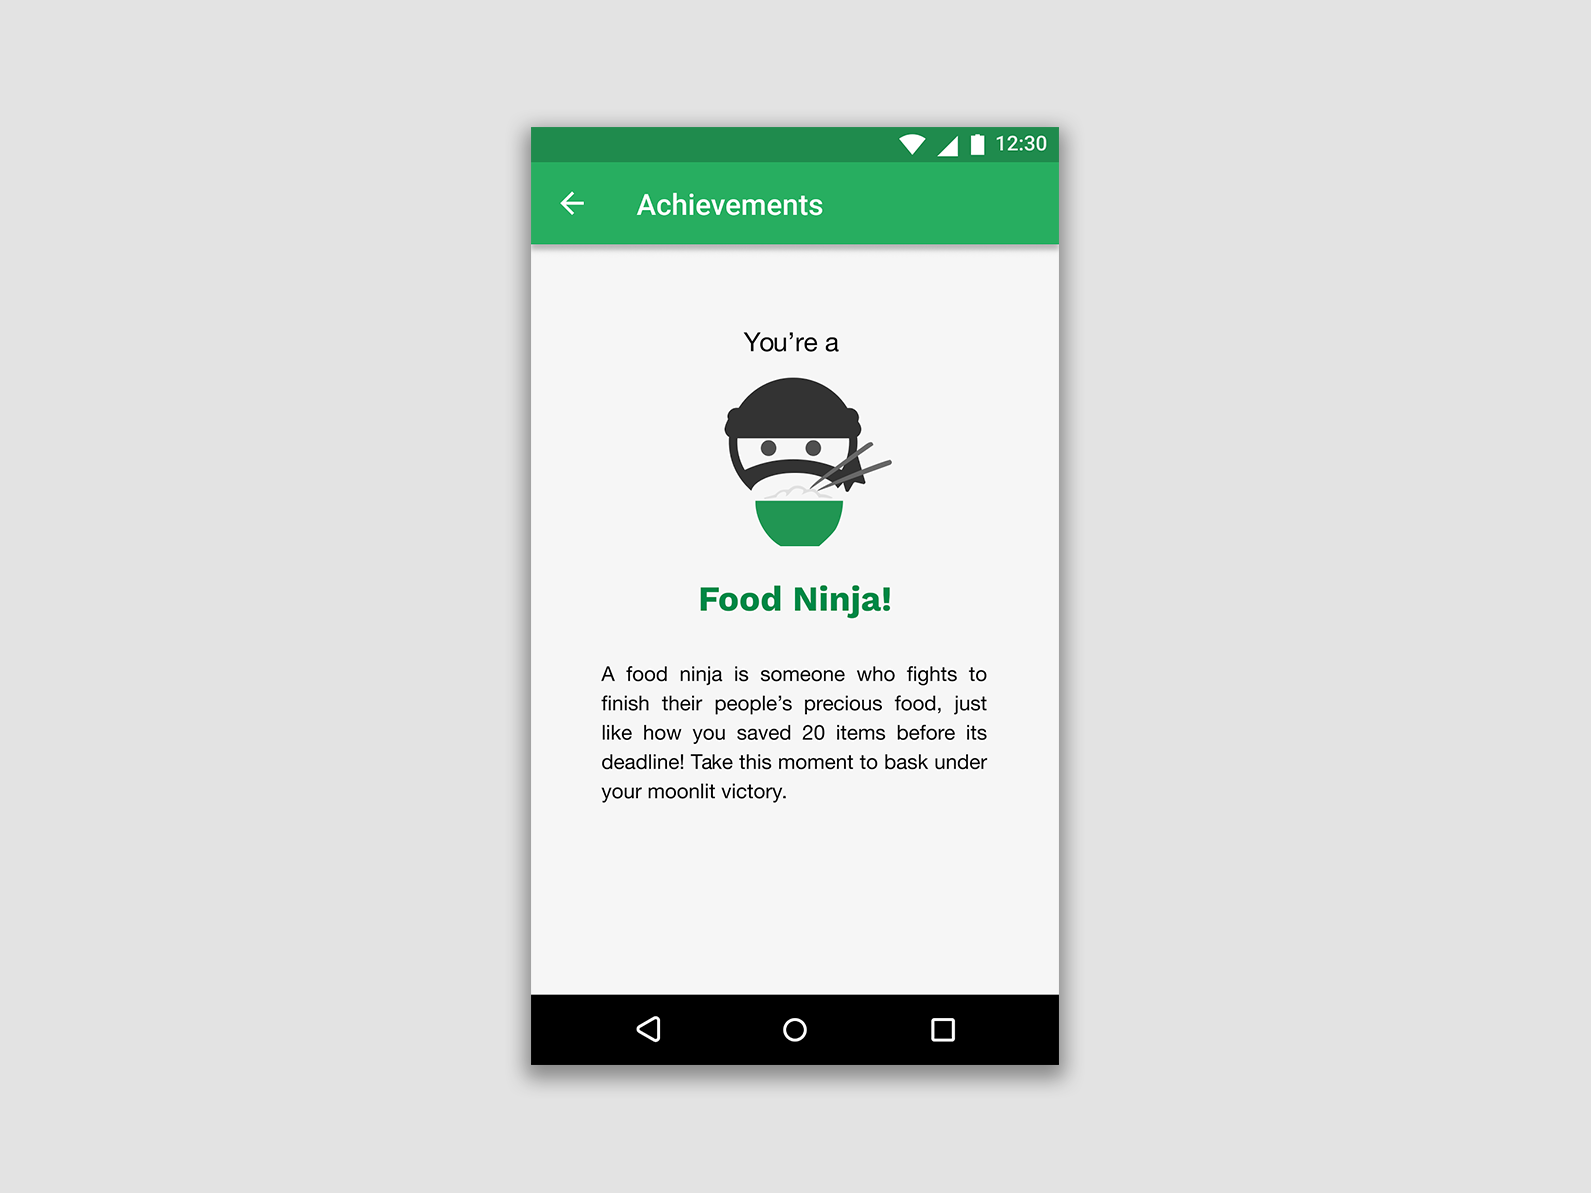 12:30
Achievements
You’re a
Food Ninja!
A food ninja is someone who fights to
finish their people’s precious food, just
like how you saved 20 items before its
deadline! Take this moment to bask under
your moonlit victory.